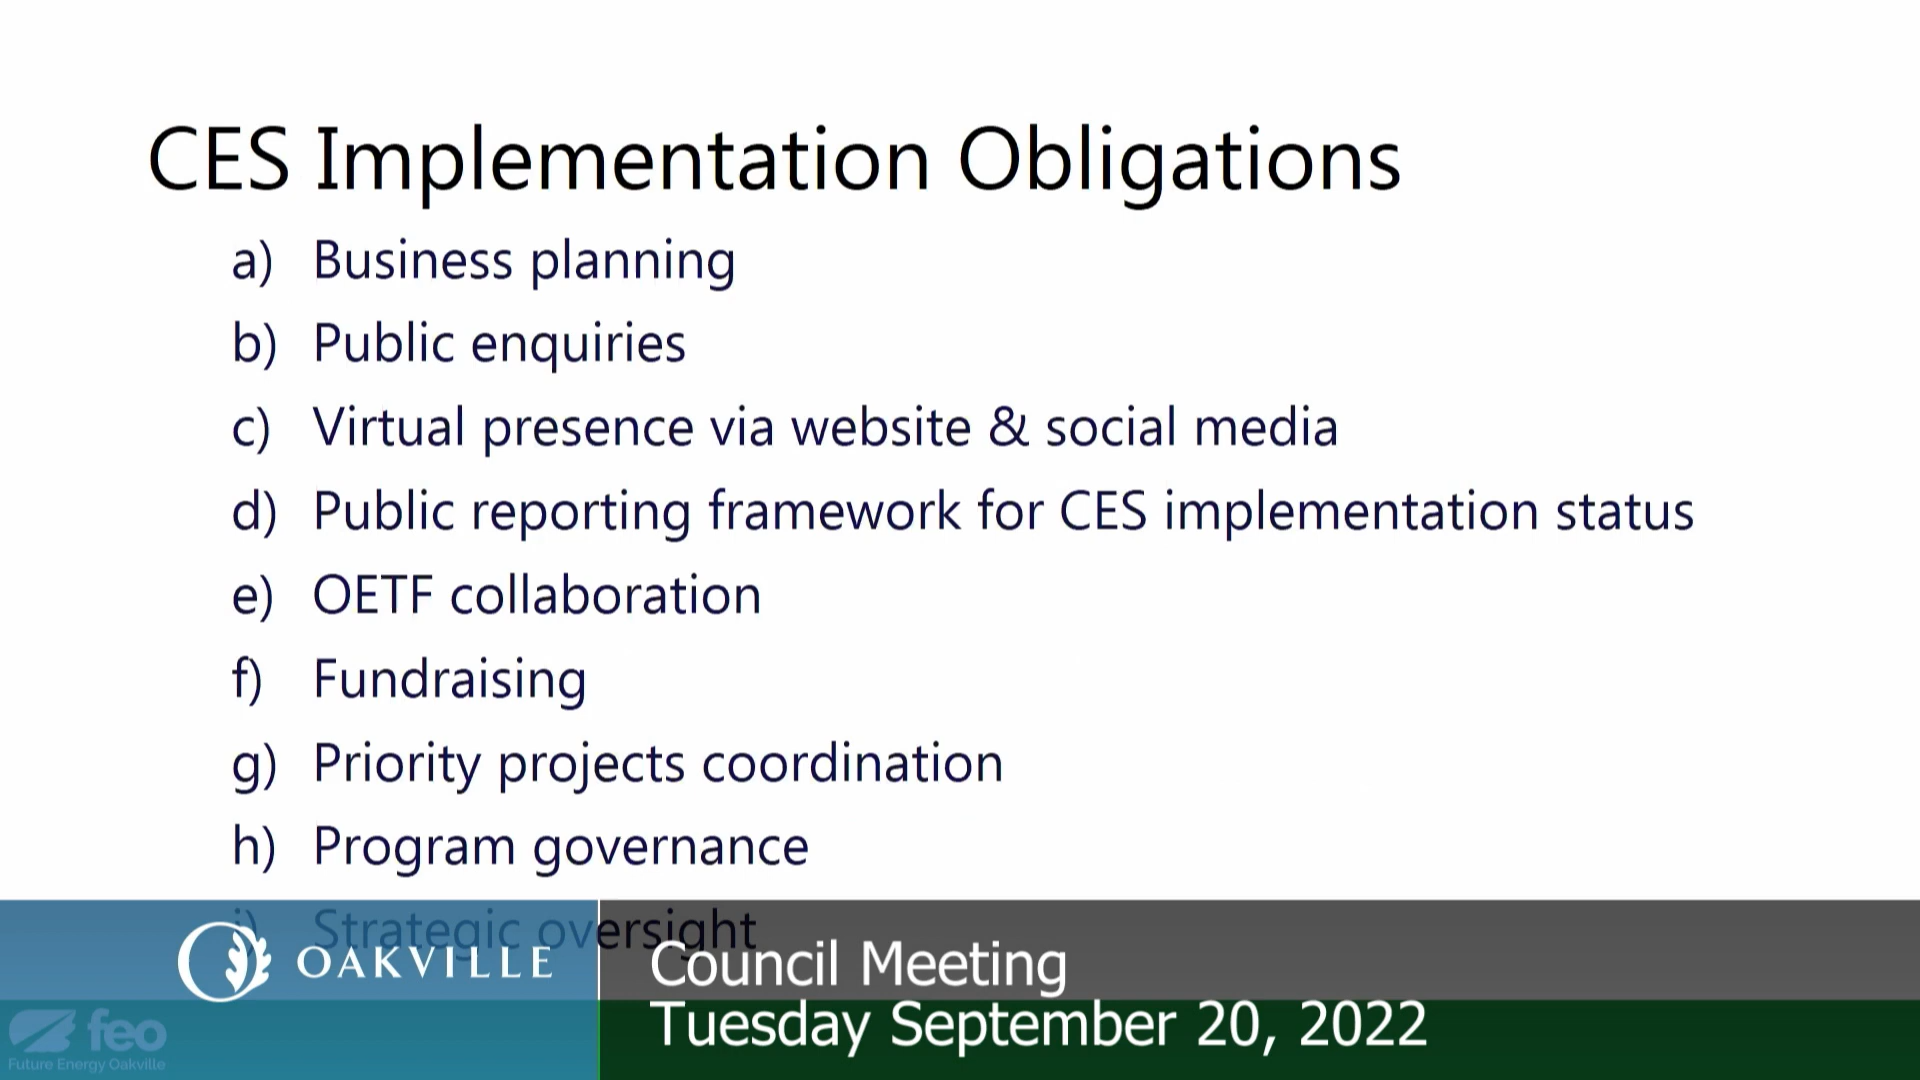 CES Implementation Obligations
a) Business planning
b) Public enquiries
c) Virtual presence via website & social media
d) Public reporting framework for CES implementation status
e) OETF collaboration
f) Fundraising
g) Priority projects coordination
h) Program governance
i) Strategic oversight
OAKVILLE
Council Meeting
Tuesday September 20, 2022
feo
Future Energy Oakville